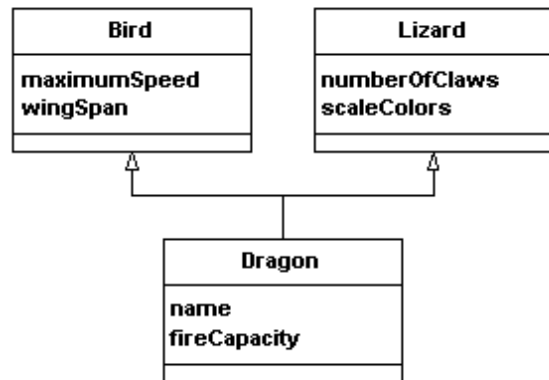 Bird
maximumSpeed
wingSpan
Lizard
numberOfClaws
scaleColors
Dragon
name
fireCapacity